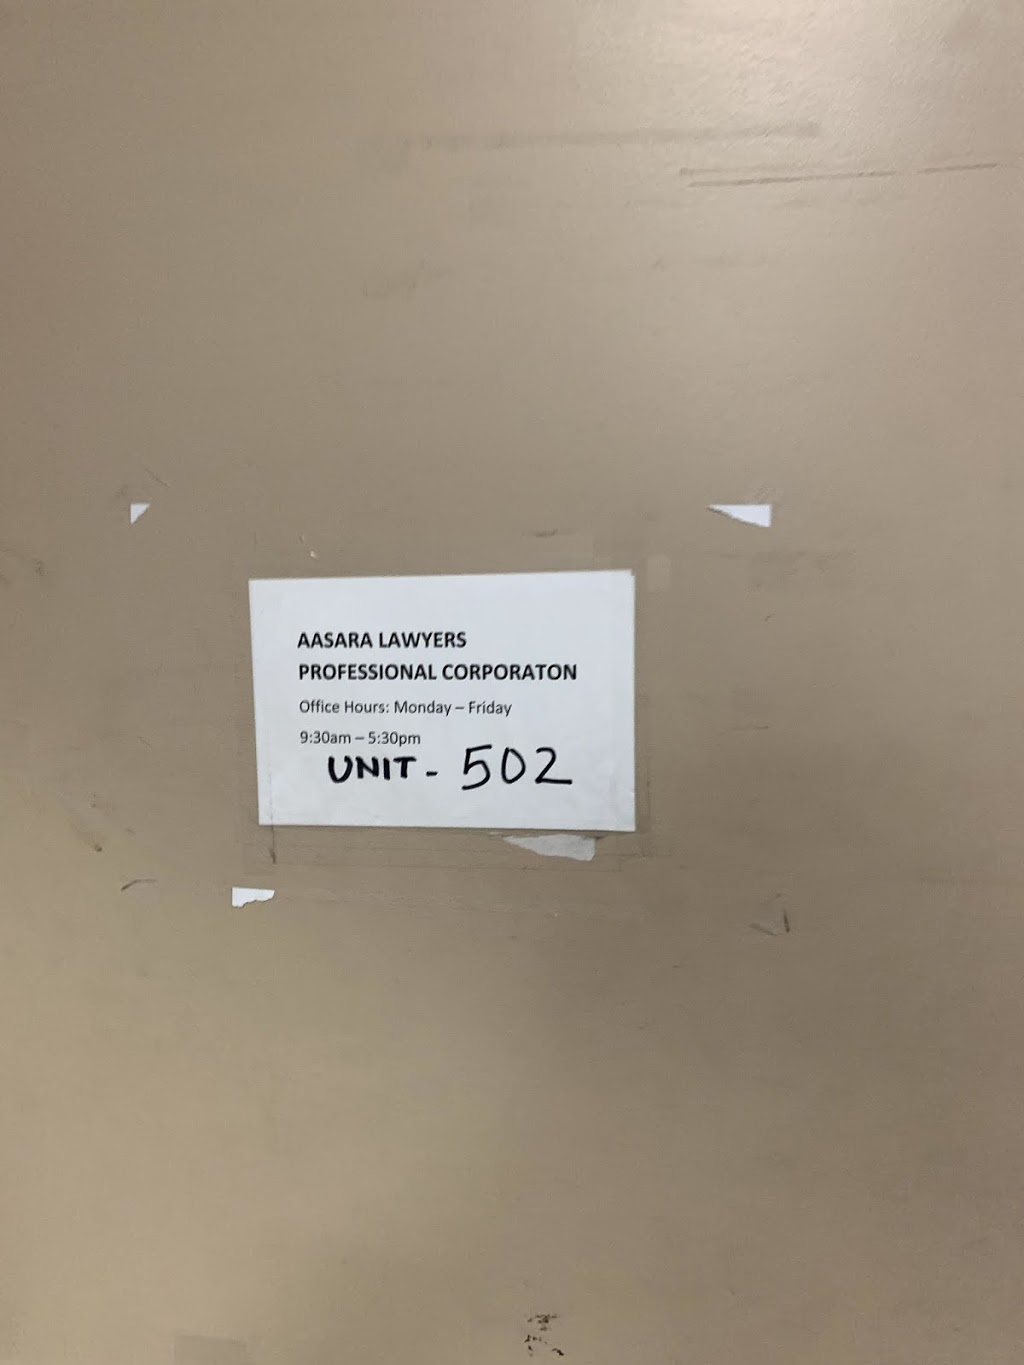 AASARA LAWYERS
PROFESSIONAL CORPORATON
Office Hours: Monday – Friday
9:30am – 5:30pm
UNIT - 502